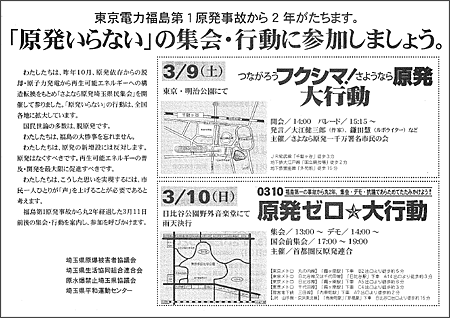 東京電力福島第1原発事故から2年がたちます。
「原発いらない」の集会・行動に参加しましょう。
わたしたちは、昨年10月、原発依存からの脱
却・原子力発電から再生可能エネルギーへの構
造転換をもとめ「さよなら原発埼玉県民集会」を開
催して参りました。「原発いらない」の行動は、全国
各地に拡大しています。
国民世論の多数は、脱原発です。
わたしたちは、福島の大惨事を忘れません。
わたしたちは、原発の新増設には反対します。
原発はなくすべきです。再生可能エネルギーの普
及・開発を最大限に促進すべきです。
わたしたちは、こうした思いを実現するには、市
民一人ひとりが「声」を上げることが必要であると
考えます。
福島第1原発事故から丸2年経過した3月11日
前後の集会・行動を案内し、参加を呼びかけます。
埼玉県原爆被害者協議会
埼玉県生活協同組合連合会
原水爆禁止埼玉県協議会
埼玉県平和運動センター
3/9(土)
東京・明治公園にて
つながろうフクシマ!さようなら原発
大行動
開会/14:00 パレード/15:15〜
発言/大江健三郎(作家)、鎌田慧(ルポライター)など
主催/さようなら原発一千万署名市民の会
3/10(日)
日比谷公園野外音楽堂にて
雨天決行
0310
原発ゼロ☆大行動
集会/13:00〜 デモ/14:00〜
国会前集会/17:00〜19:00
主催/首都圏反原発連合